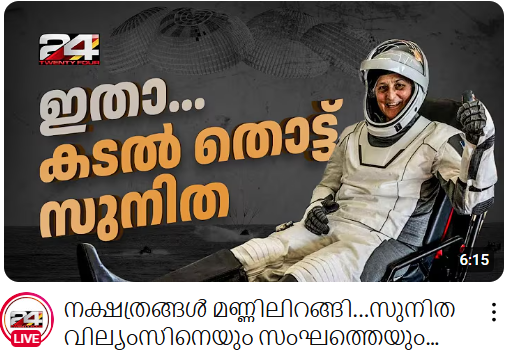 24
TWENTY FOUR
ഇതാ...
കടൽ തൊട്ട്
സുനിത
6:15
24
LIVE
നക്ഷത്രങ്ങൾ മണ്ണിലിറങ്ങി...സുനിത
വില്യംസിനെയും സംഘത്തെയും...